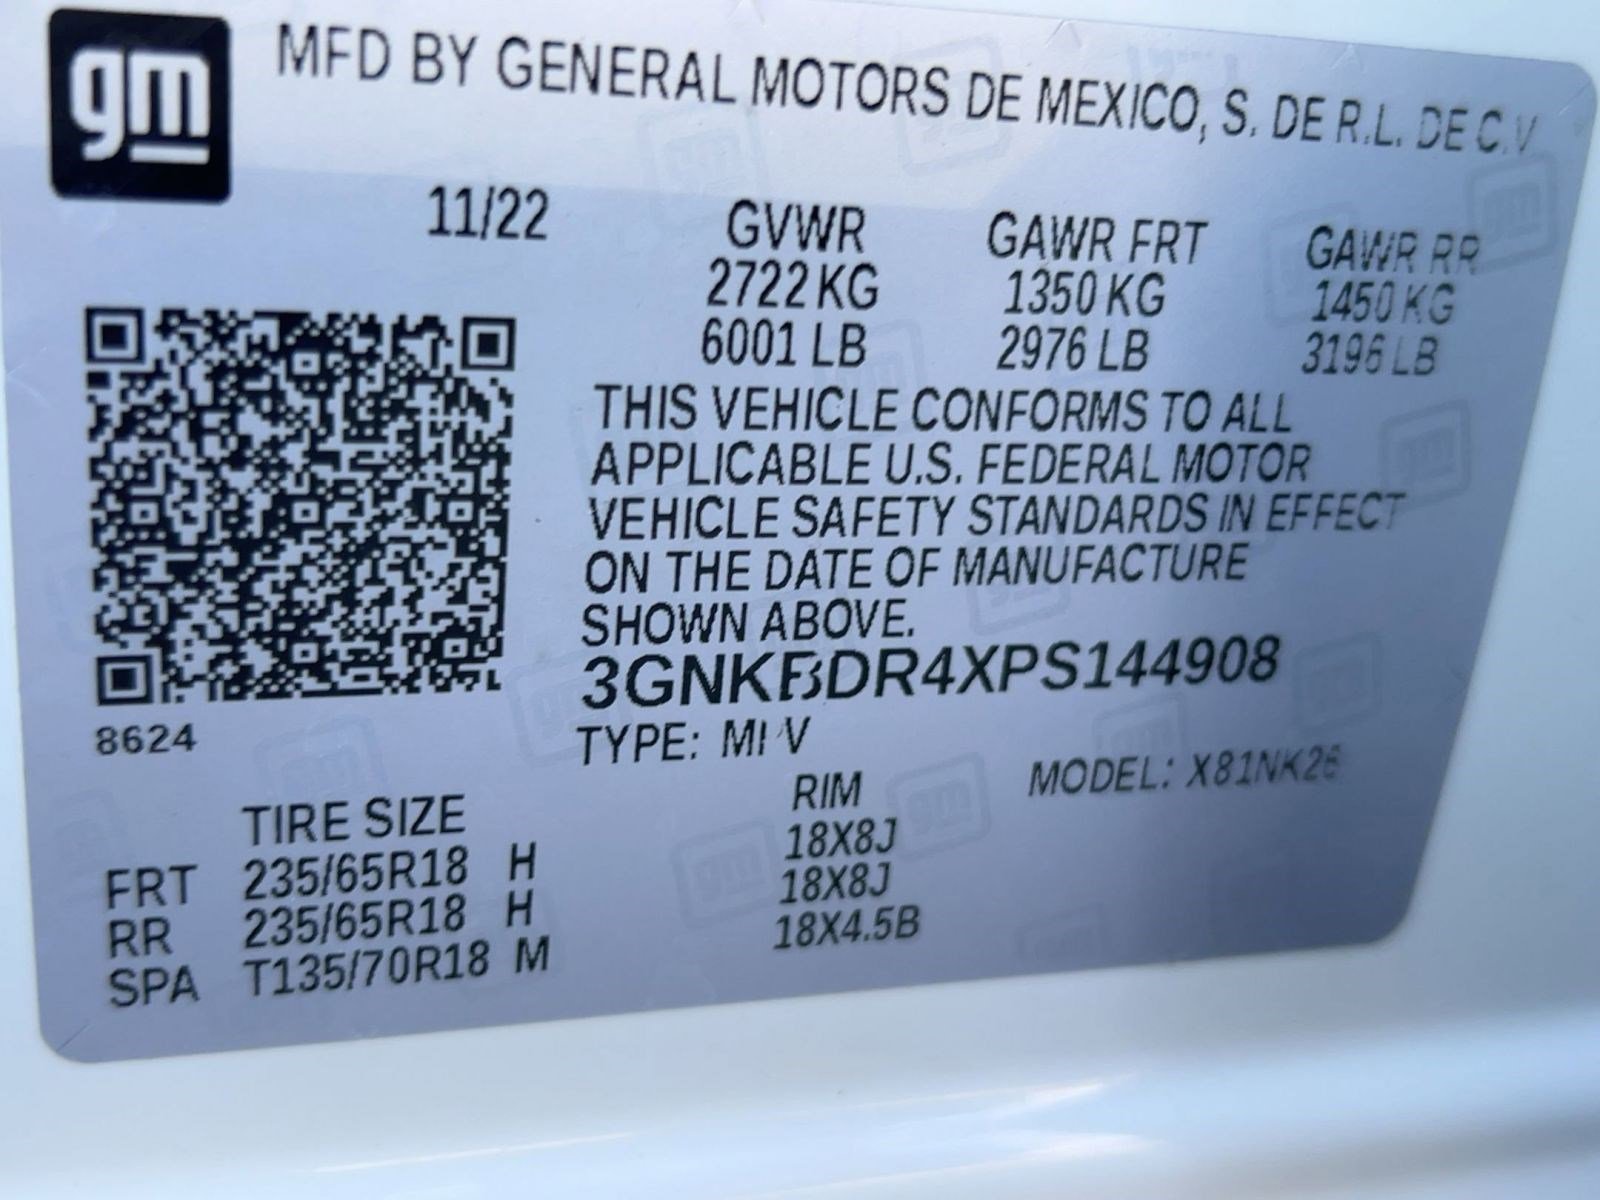 gm
MFD BY GENERAL MOTORS DE MEXICO, S. DE R.L. DE C.V
11/22 GVWR GAWR FRT GAWR RR
2722 KG 1350 KG 1450 KG
6001 LB 2976 LB 3196 LB
THIS VEHICLE CONFORMS TO ALL
APPLICABLE U.S. FEDERAL MOTOR
VEHICLE SAFETY STANDARDS IN EFFECT
ON THE DATE OF MANUFACTURE
SHOWN ABOVE.
3GNKBDR4XPS144908
8624
TYPE: MPV MODEL: X81NK26
TIRE SIZE RIM
FRT 235/65R18 H 18X8J
RR 235/65R18 H 18X8J
SPA T135/70R18 M 18X4.5B